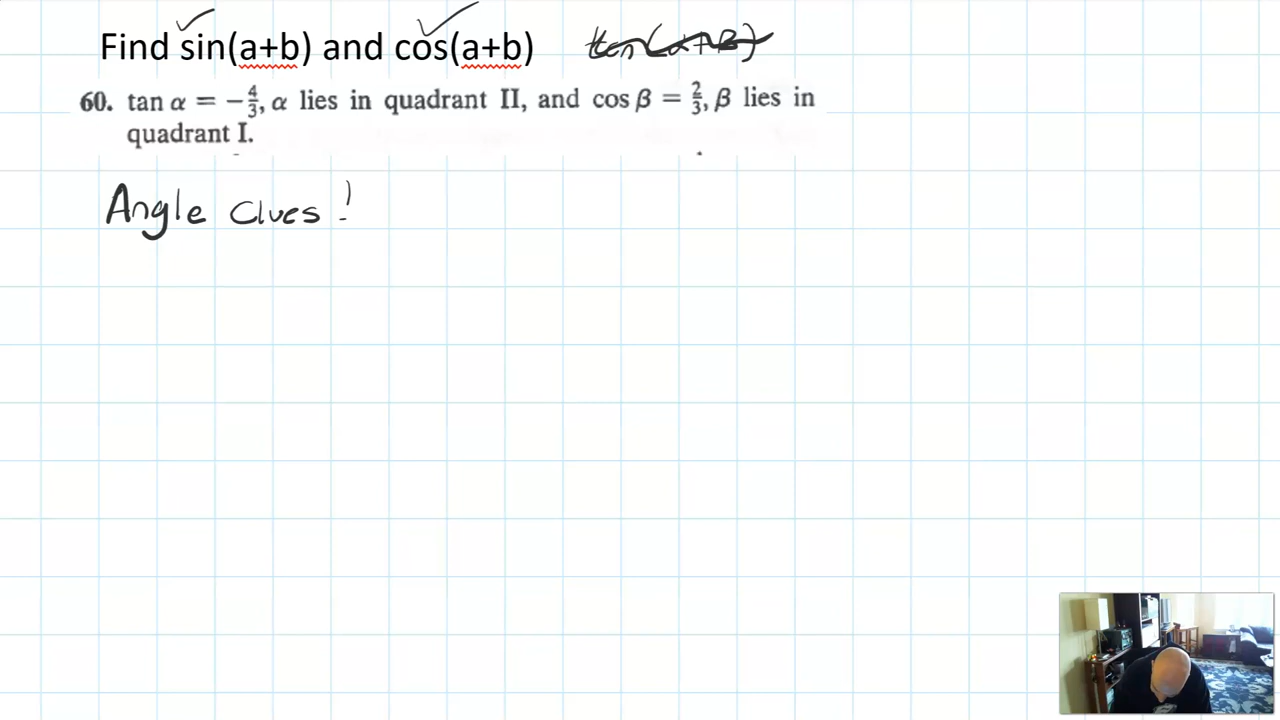 Find sin(a+b) and cos(a+b) tan(α+β)
60. tan α = −4/3, α lies in quadrant II, and cos β = 2/3, β lies in
quadrant I.
Angle Clues!